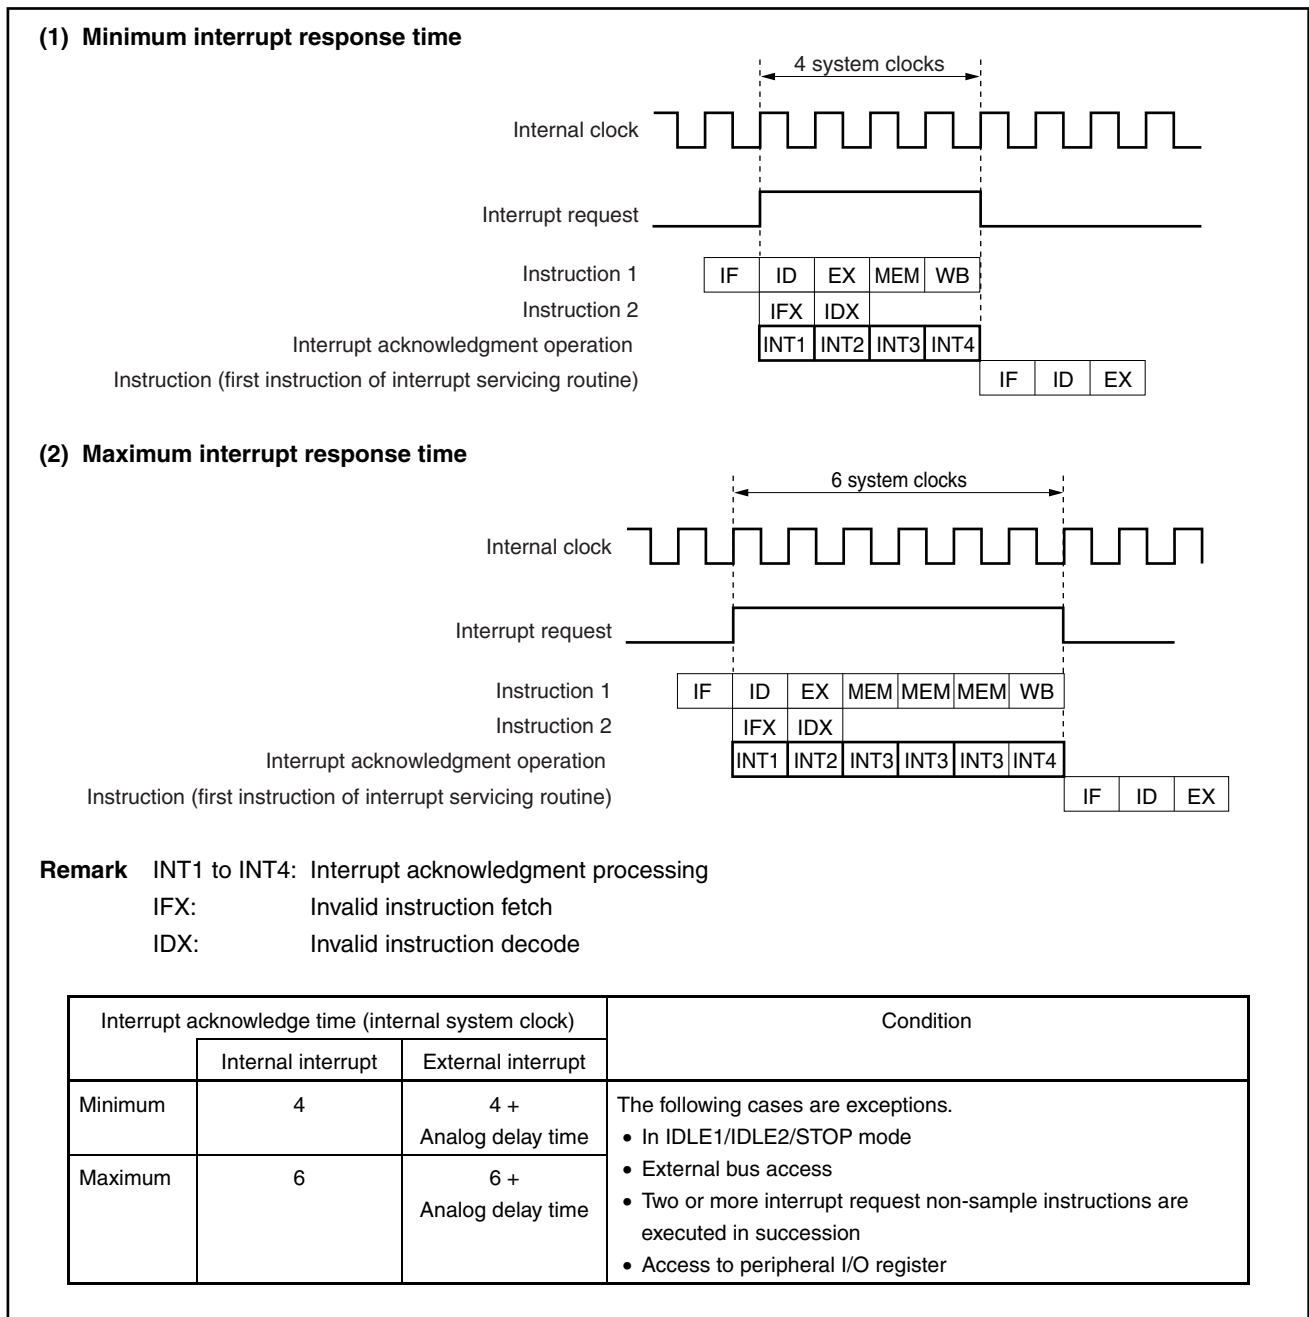 (1) Minimum interrupt response time
4 system clocks
Internal clock
Interrupt request
Instruction 1 IF ID EX MEM WB
Instruction 2 IFX IDX
Interrupt acknowledgment operation INT1 INT2 INT3 INT4
Instruction (first instruction of interrupt servicing routine) IF ID EX
(2) Maximum interrupt response time
6 system clocks
Internal clock
Interrupt request
Instruction 1 IF ID EX MEM MEM MEM WB
Instruction 2 IFX IDX
Interrupt acknowledgment operation INT1 INT2 INT3 INT3 INT3 INT4
Instruction (first instruction of interrupt servicing routine) IF ID EX
Remark INT1 to INT4: Interrupt acknowledgment processing
IFX: Invalid instruction fetch
IDX: Invalid instruction decode
Interrupt acknowledge time (internal system clock) Condition
Internal interrupt External interrupt
Minimum 4 4 + The following cases are exceptions.
Analog delay time • In IDLE1/IDLE2/STOP mode
• External bus access
Maximum 6 6 + • Two or more interrupt request non-sample instructions are
Analog delay time executed in succession
• Access to peripheral I/O register